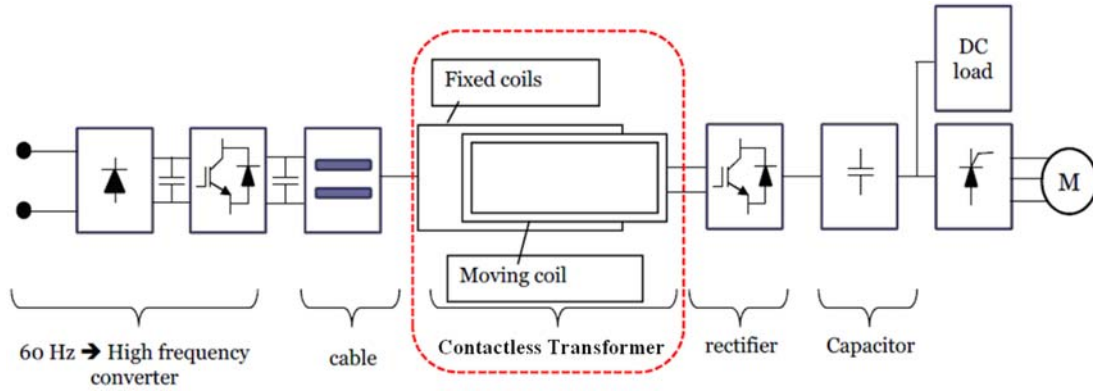 DC
load
Fixed coils
M
Moving coil
60 Hz ➔ High frequency
converter
cable
Contactless Transformer
rectifier
Capacitor